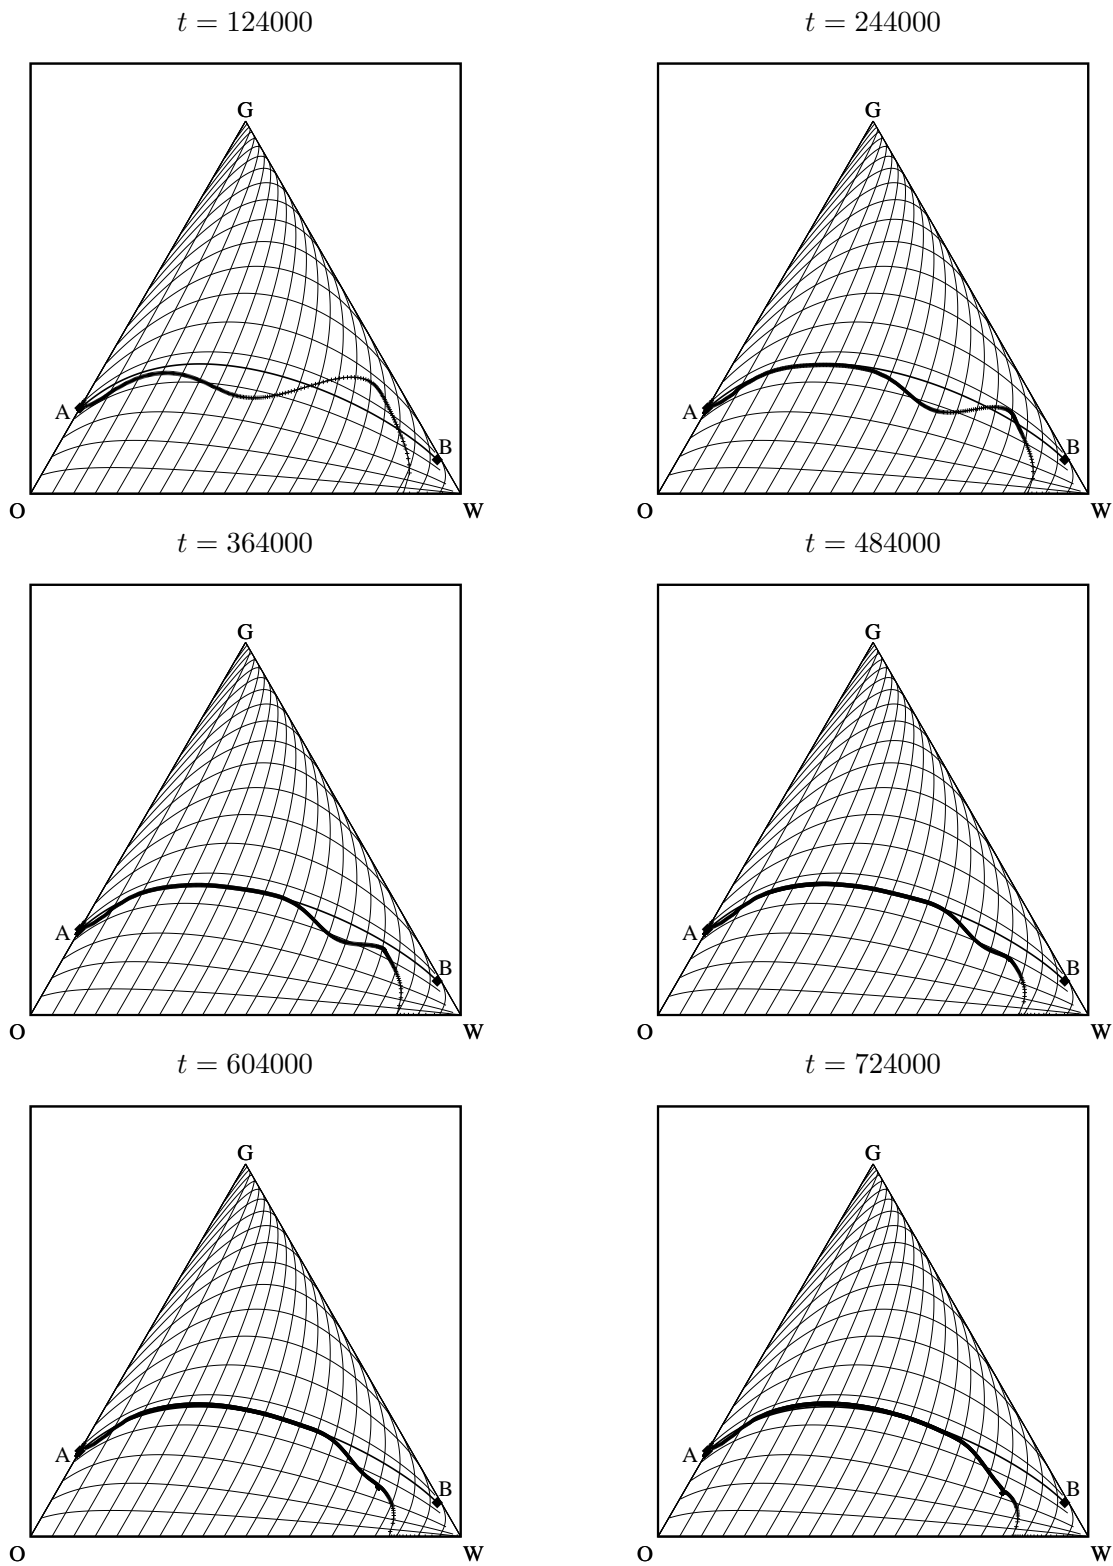 t = 124000
t = 244000
G
G
A
A
B
B
O
W
O
W
t = 364000
t = 484000
G
G
A
A
B
B
O
W
O
W
t = 604000
t = 724000
G
G
A
A
B
B
O
W
O
W